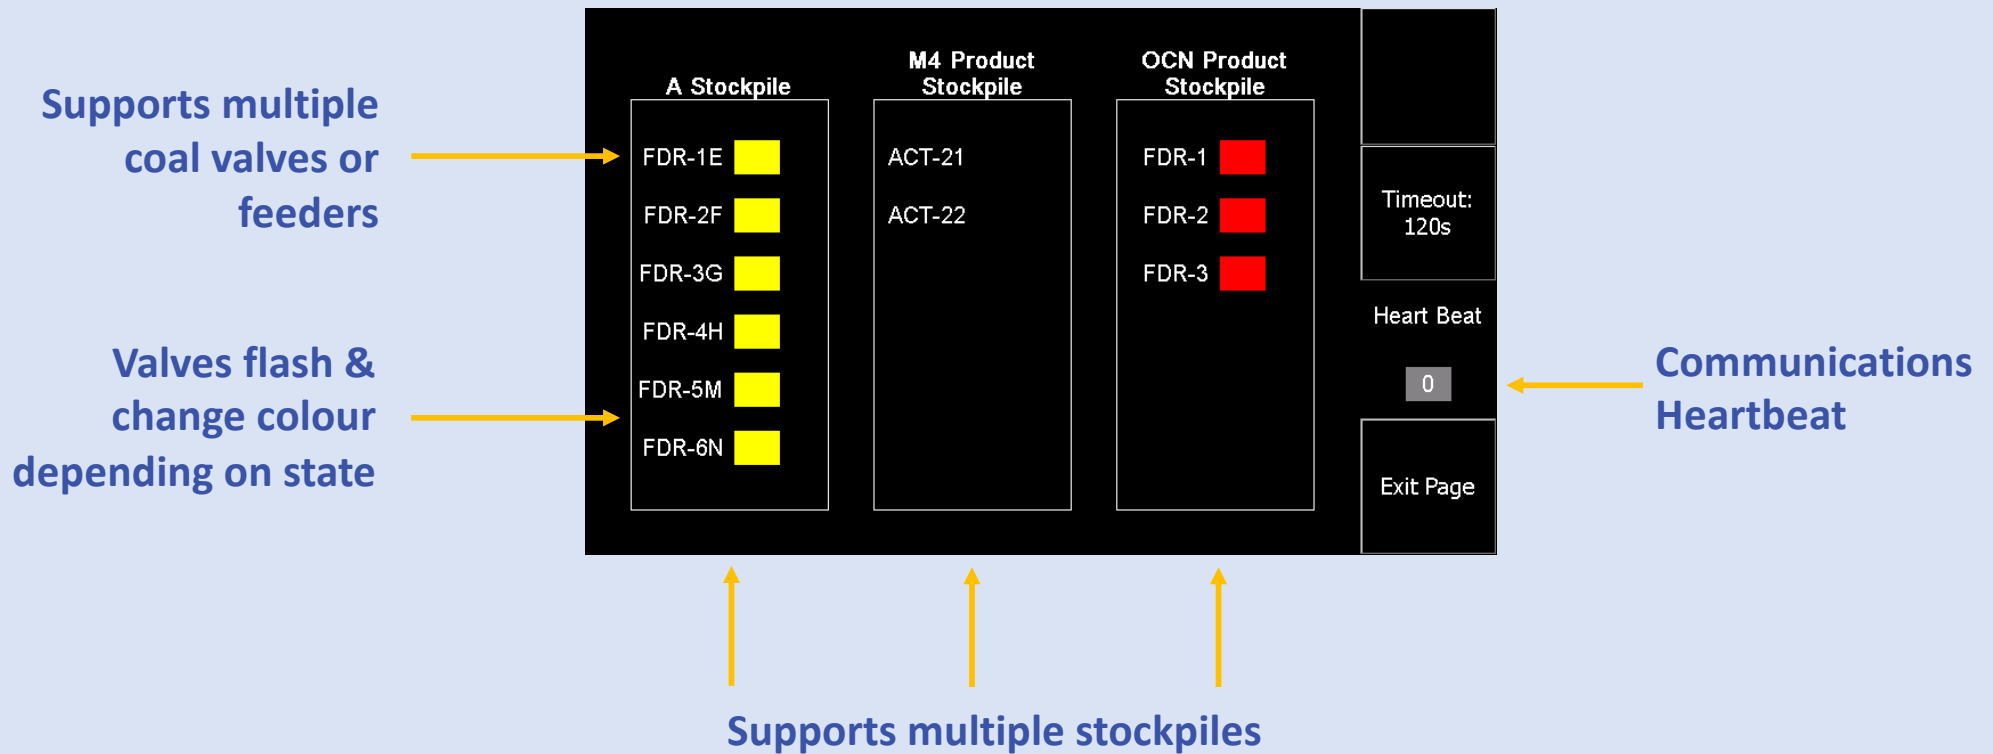 Supports multiple
coal valves or
feeders
Valves flash &
change colour
depending on state
A Stockpile
FDR-1E
FDR-2F
FDR-3G
FDR-4H
FDR-5M
FDR-6N
M4 Product
Stockpile
ACT-21
ACT-22
OCN Product
Stockpile
FDR-1
FDR-2
FDR-3
Timeout:
120s
Heart Beat
0
Exit Page
Communications
Heartbeat
Supports multiple stockpiles